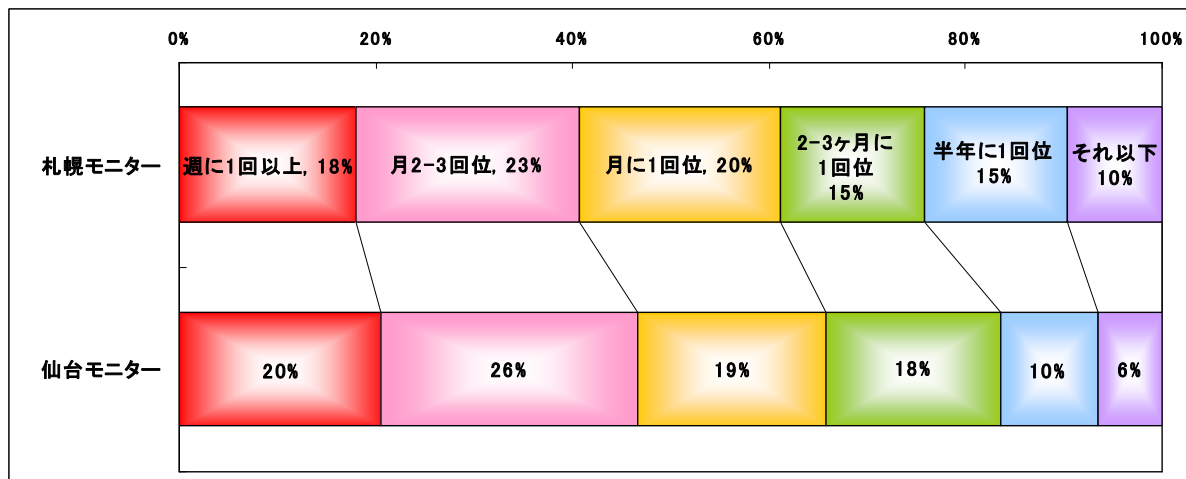 0% 20% 40% 60% 80% 100%
札幌モニター
週に1回以上, 18%
月2-3回位, 23%
月に1回位, 20%
2-3ヶ月に
1回位
15%
半年に1回位
15%
それ以下
10%
仙台モニター
20%
26%
19%
18%
10%
6%